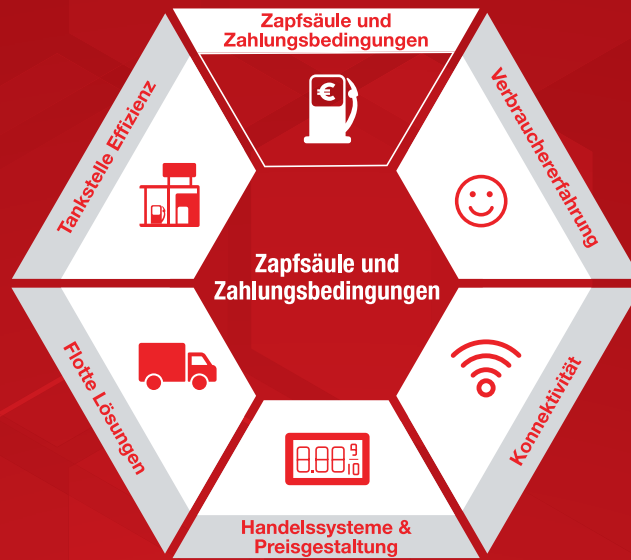 Zapfsäule und
Zahlungsbedingungen
€
Tankstelle Effizienz
Verbrauchererfahrung
Zapfsäule und
Zahlungsbedingungen
Flotte Lösungen
Konnektivität
8.88 9/10
Handelssysteme &
Preisgestaltung